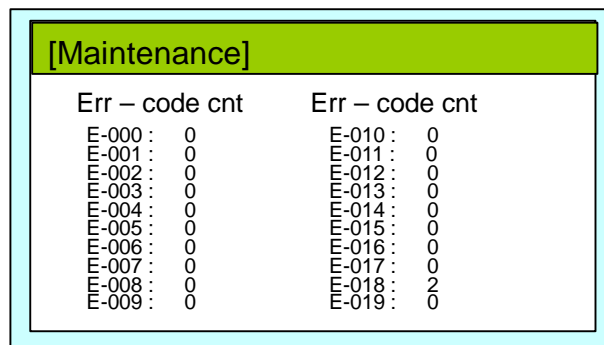 [Maintenance]
Err – code cnt Err – code cnt
E-000 : 0 E-010 : 0
E-001 : 0 E-011 : 0
E-002 : 0 E-012 : 0
E-003 : 0 E-013 : 0
E-004 : 0 E-014 : 0
E-005 : 0 E-015 : 0
E-006 : 0 E-016 : 0
E-007 : 0 E-017 : 0
E-008 : 0 E-018 : 2
E-009 : 0 E-019 : 0